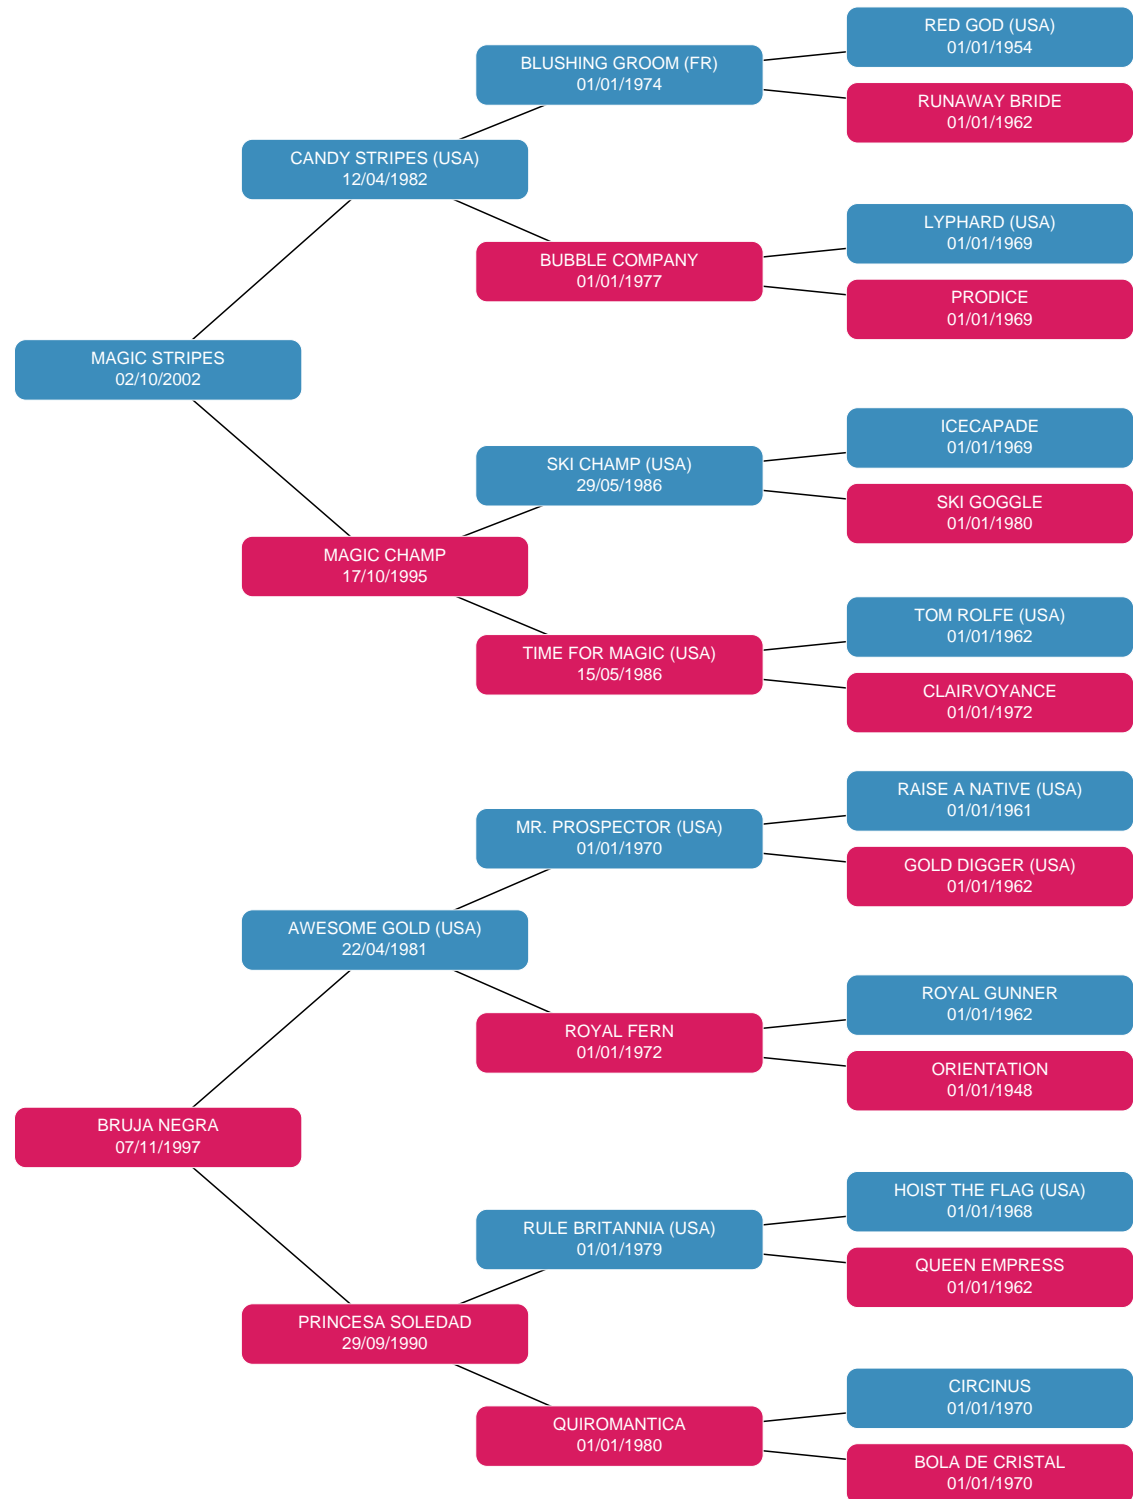 RED GOD (USA)
01/01/1954
BLUSHING GROOM (FR)
01/01/1974
RUNAWAY BRIDE
01/01/1962
CANDY STRIPES (USA)
12/04/1982
LYPHARD (USA)
01/01/1969
BUBBLE COMPANY
01/01/1977
PRODICE
01/01/1969
MAGIC STRIPES
02/10/2002
ICECAPADE
01/01/1969
SKI CHAMP (USA)
29/05/1986
SKI GOGGLE
01/01/1980
MAGIC CHAMP
17/10/1995
TOM ROLFE (USA)
01/01/1962
TIME FOR MAGIC (USA)
15/05/1986
CLAIRVOYANCE
01/01/1972
RAISE A NATIVE (USA)
01/01/1961
MR. PROSPECTOR (USA)
01/01/1970
GOLD DIGGER (USA)
01/01/1962
AWESOME GOLD (USA)
22/04/1981
ROYAL GUNNER
01/01/1962
ROYAL FERN
01/01/1972
ORIENTATION
01/01/1948
BRUJA NEGRA
07/11/1997
HOIST THE FLAG (USA)
01/01/1968
RULE BRITANNIA (USA)
01/01/1979
QUEEN EMPRESS
01/01/1962
PRINCESA SOLEDAD
29/09/1990
CIRCINUS
01/01/1970
QUIROMANTICA
01/01/1980
BOLA DE CRISTAL
01/01/1970